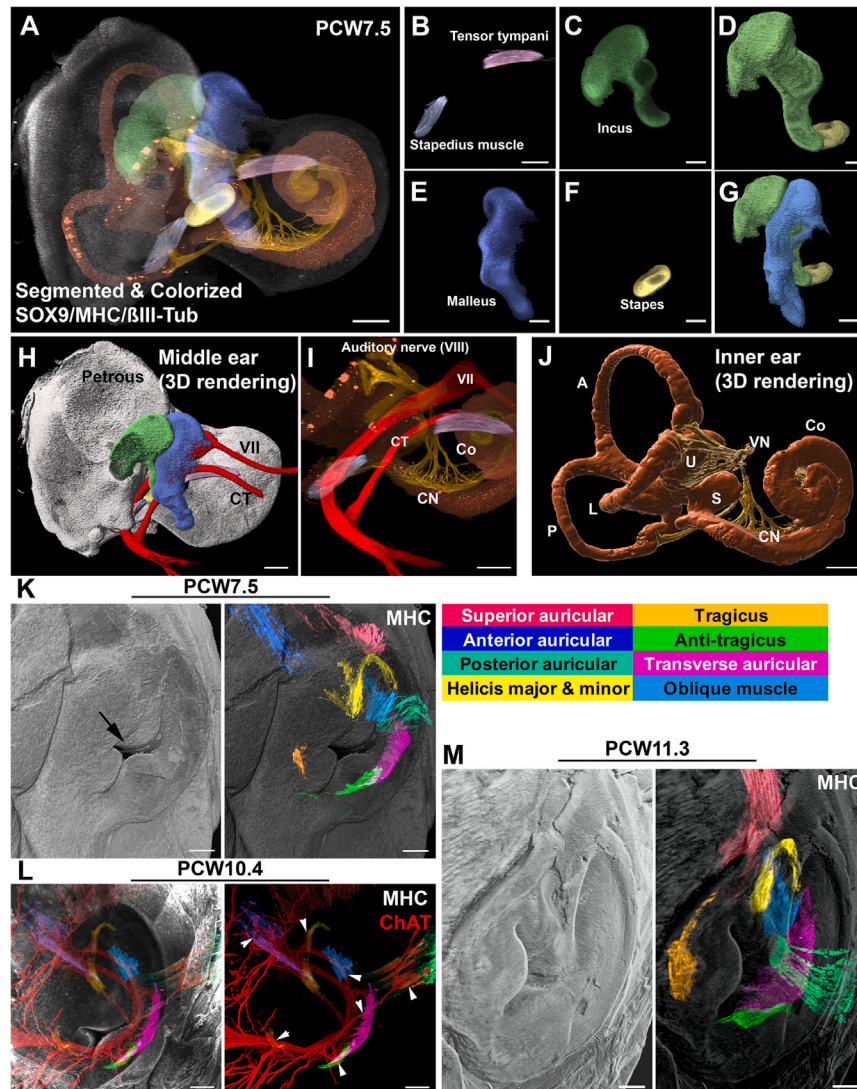 A
PCW7.5
Segmented & Colorized
SOX9/MHC/ßIII-Tub
B
Tensor tympani
Stapedius muscle
C
Incus
D
E
Malleus
F
Stapes
G
H
Middle ear
(3D rendering)
Petrous
VII
CT
I
Auditory nerve (VIII)
VII
CT
Co
CN
J
Inner ear
(3D rendering)
A
VN
Co
U
L
S
P
CN
K
PCW7.5
MHC
Superior auricular
Tragicus
Anterior auricular
Anti-tragicus
Posterior auricular
Transverse auricular
Helicis major & minor
Oblique muscle
L
PCW10.4
MHC
ChAT
M
PCW11.3
MHC